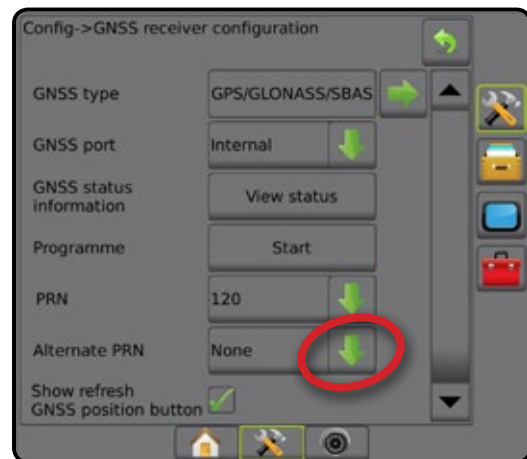 Config->GNSS receiver configuration
GNSS type GPS/GLONASS/SBAS
GNSS port Internal
GNSS status
information View status
Programme Start
PRN 120
Alternate PRN None
Show refresh
GNSS position button